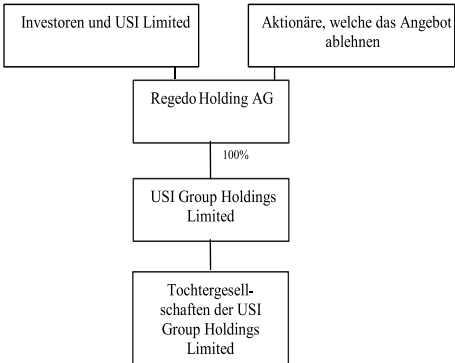 Investoren und USI Limited
Aktionäre, welche das Angebot
ablehnen
Regedo Holding AG
100%
USI Group Holdings
Limited
Tochtergesell-
schaften der USI
Group Holdings
Limited